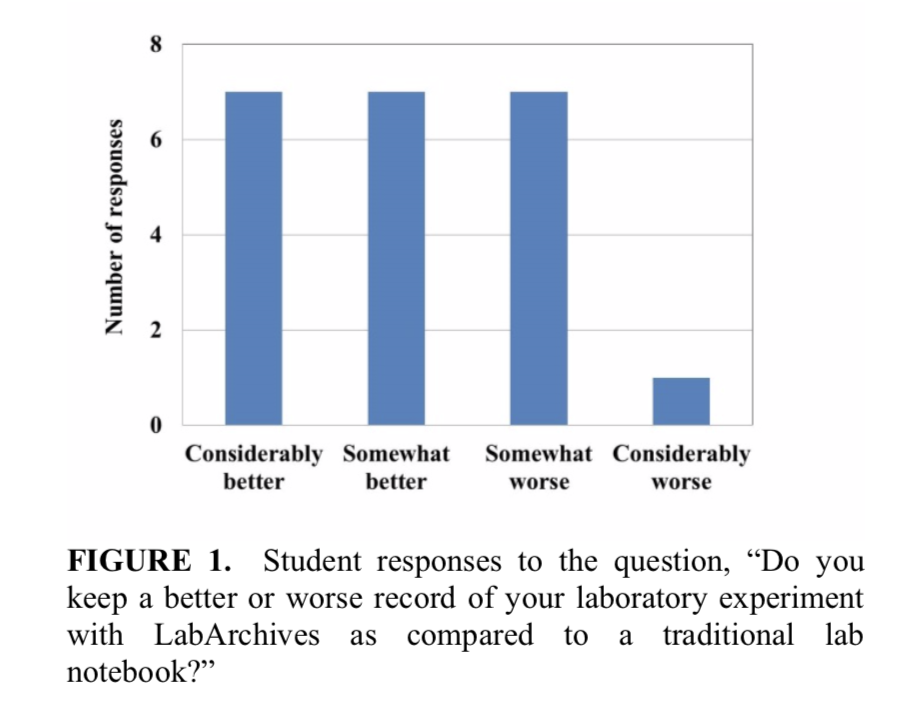 8
6
4
2
0
Number of responses
Considerably better
Somewhat better
Somewhat worse
Considerably worse
FIGURE 1. Student responses to the question, “Do you
keep a better or worse record of your laboratory experiment
with LabArchives as compared to a traditional lab
notebook?”